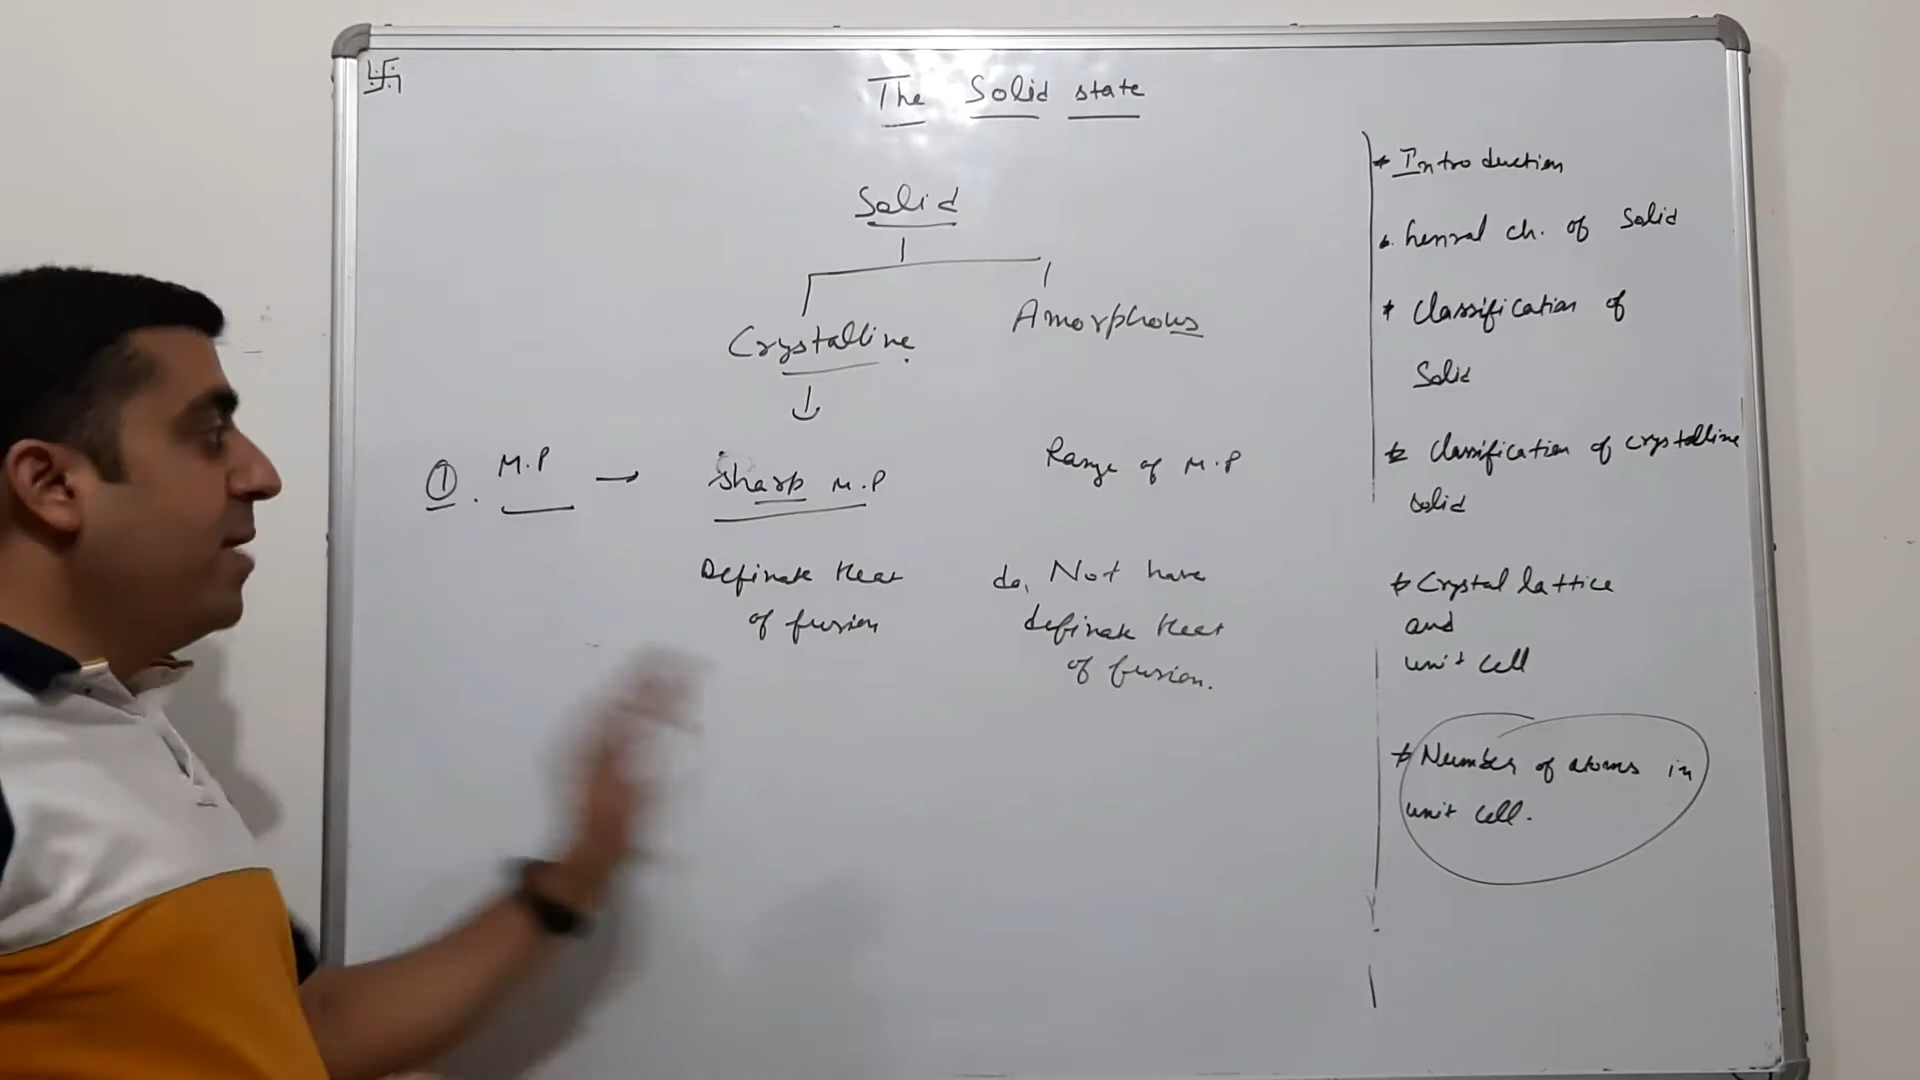 The Solid state
Solid
Crystalline
Amorphous
① . M.P → Sharp M.P
Range of M.P
Definate Heat
of fusion
do, Not have
definate Heat
of fusion.
* Introduction
ch. of Solid
* Classification of
Solid
* Classification of crystalline
solid
* Crystal lattice
and
unit cell
* Number of atoms in
unit cell.